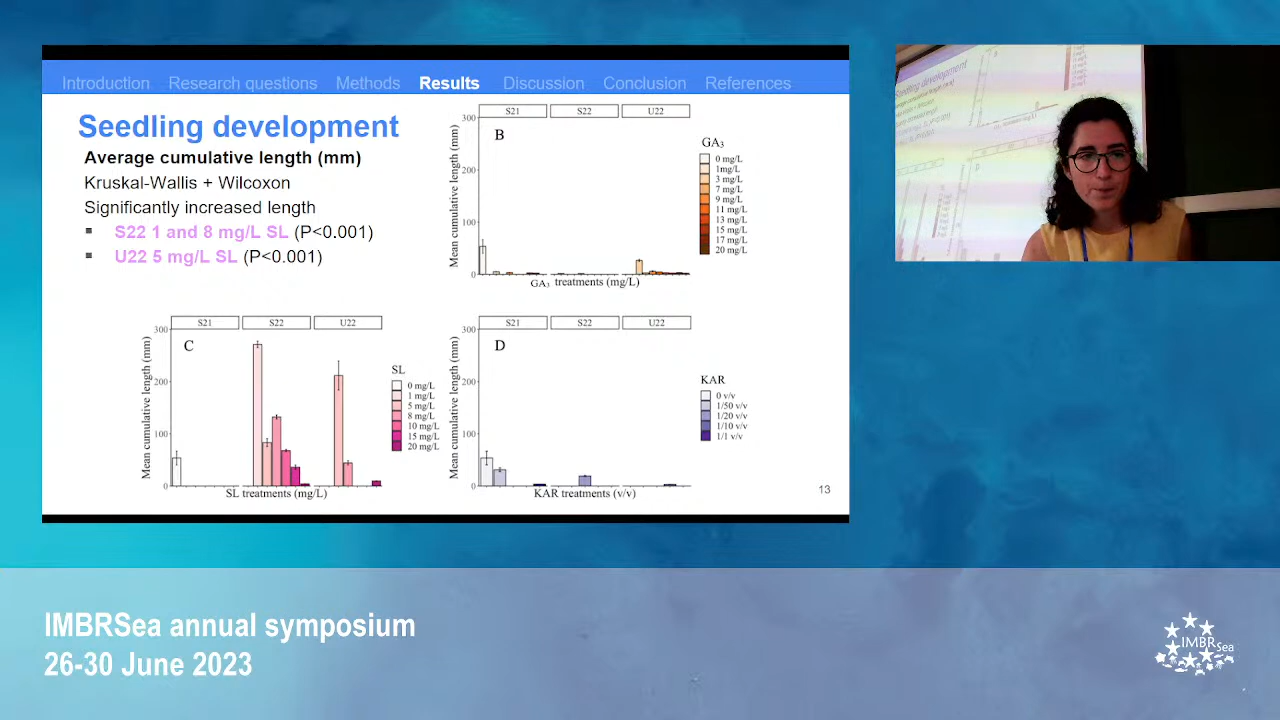 Introduction Research questions Methods Results Discussion Conclusion References
Seedling development
Average cumulative length (mm)
Kruskal-Wallis + Wilcoxon
Significantly increased length
S22 1 and 8 mg/L SL (P<0.001)
U22 5 mg/L SL (P<0.001)
S21 S22 U22
B
300
200
100
0
Mean cumulative length (mm)
GA₃ treatments (mg/L)
GA₃
0 mg/L
1mg/L
3 mg/L
7 mg/L
9 mg/L
11 mg/L
13 mg/L
15 mg/L
17 mg/L
20 mg/L
S21 S22 U22
C
300
200
100
0
Mean cumulative length (mm)
SL treatments (mg/L)
SL
0 mg/L
1 mg/L
5 mg/L
8 mg/L
10 mg/L
15 mg/L
20 mg/L
S21 S22 U22
D
300
200
100
0
Mean cumulative length (mm)
KAR treatments (v/v)
KAR
0 v/v
1/50 v/v
1/20 v/v
1/10 v/v
1/1 v/v
13
Seedling development
IMBRSea annual symposium
26-30 June 2023
IMBRSea